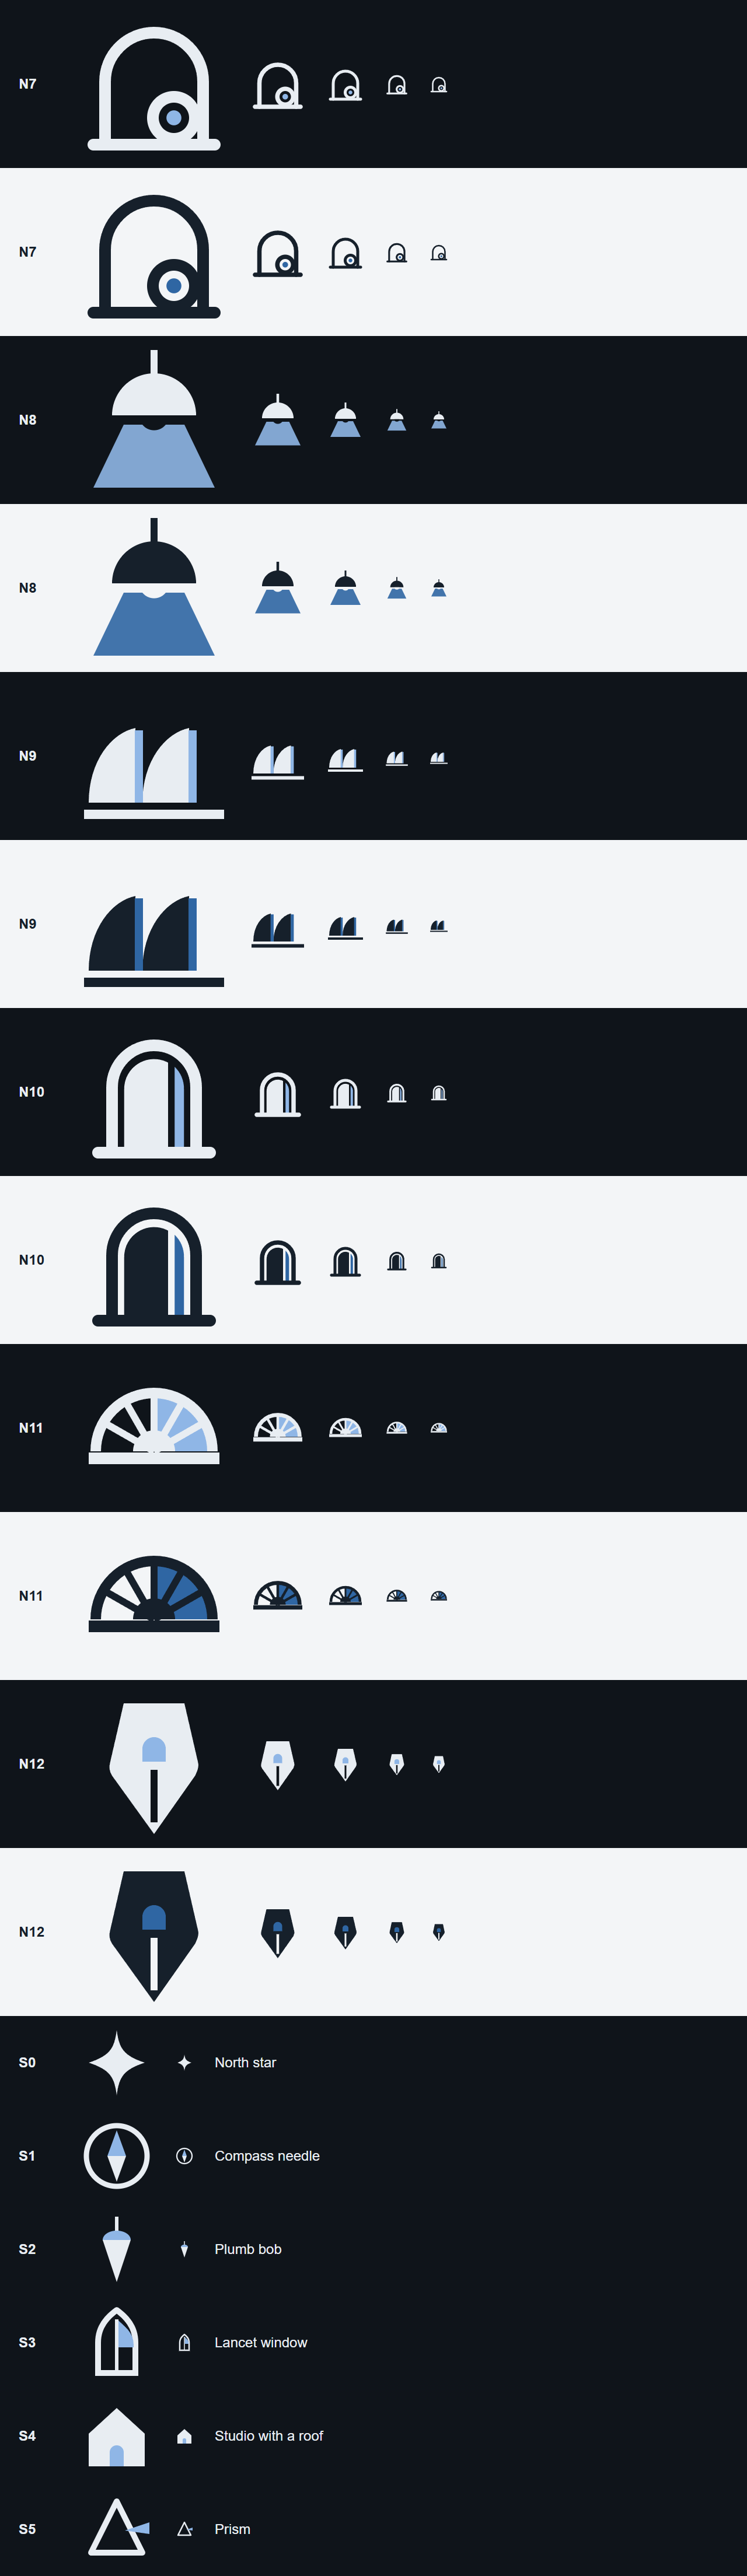 N7
N7
N8
N8
N9
N9
N10
N10
N11
N11
N12
N12
S0 North star
S1 Compass needle
S2 Plumb bob
S3 Lancet window
S4 Studio with a roof
S5 Prism